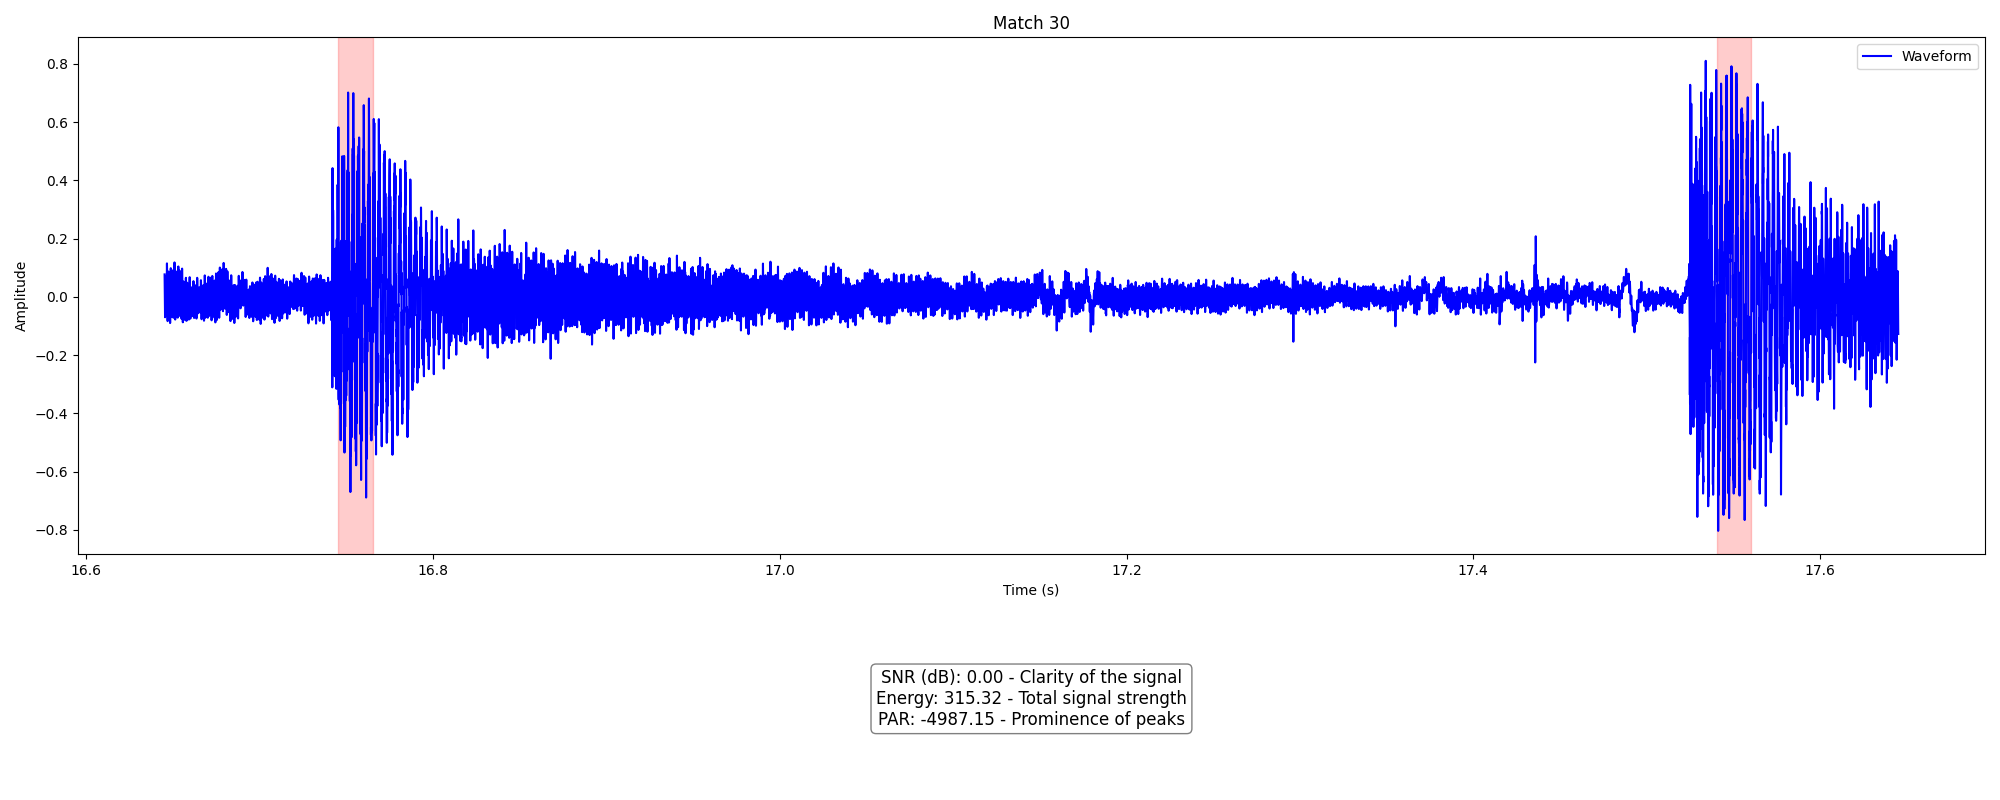 Match 30
Waveform
Amplitude
0.8
0.6
0.4
0.2
0.0
−0.2
−0.4
−0.6
−0.8
16.6 16.8 17.0 17.2 17.4 17.6
Time (s)
SNR (dB): 0.00 - Clarity of the signal
Energy: 315.32 - Total signal strength
PAR: -4987.15 - Prominence of peaks